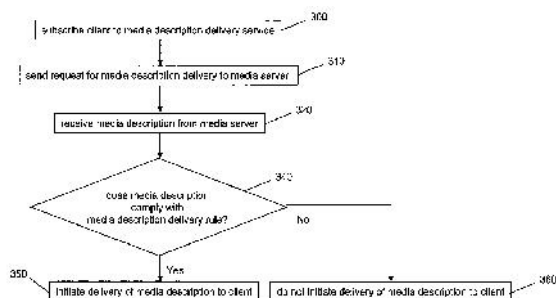 300
subscribe client to media description delivery service
310
send request for media description delivery to media server
320
receive media description from media server
340
does media description
comply with
media description delivery rule?
no
Yes
350
360
initiate delivery of media description to client
do not initiate delivery of media description to client